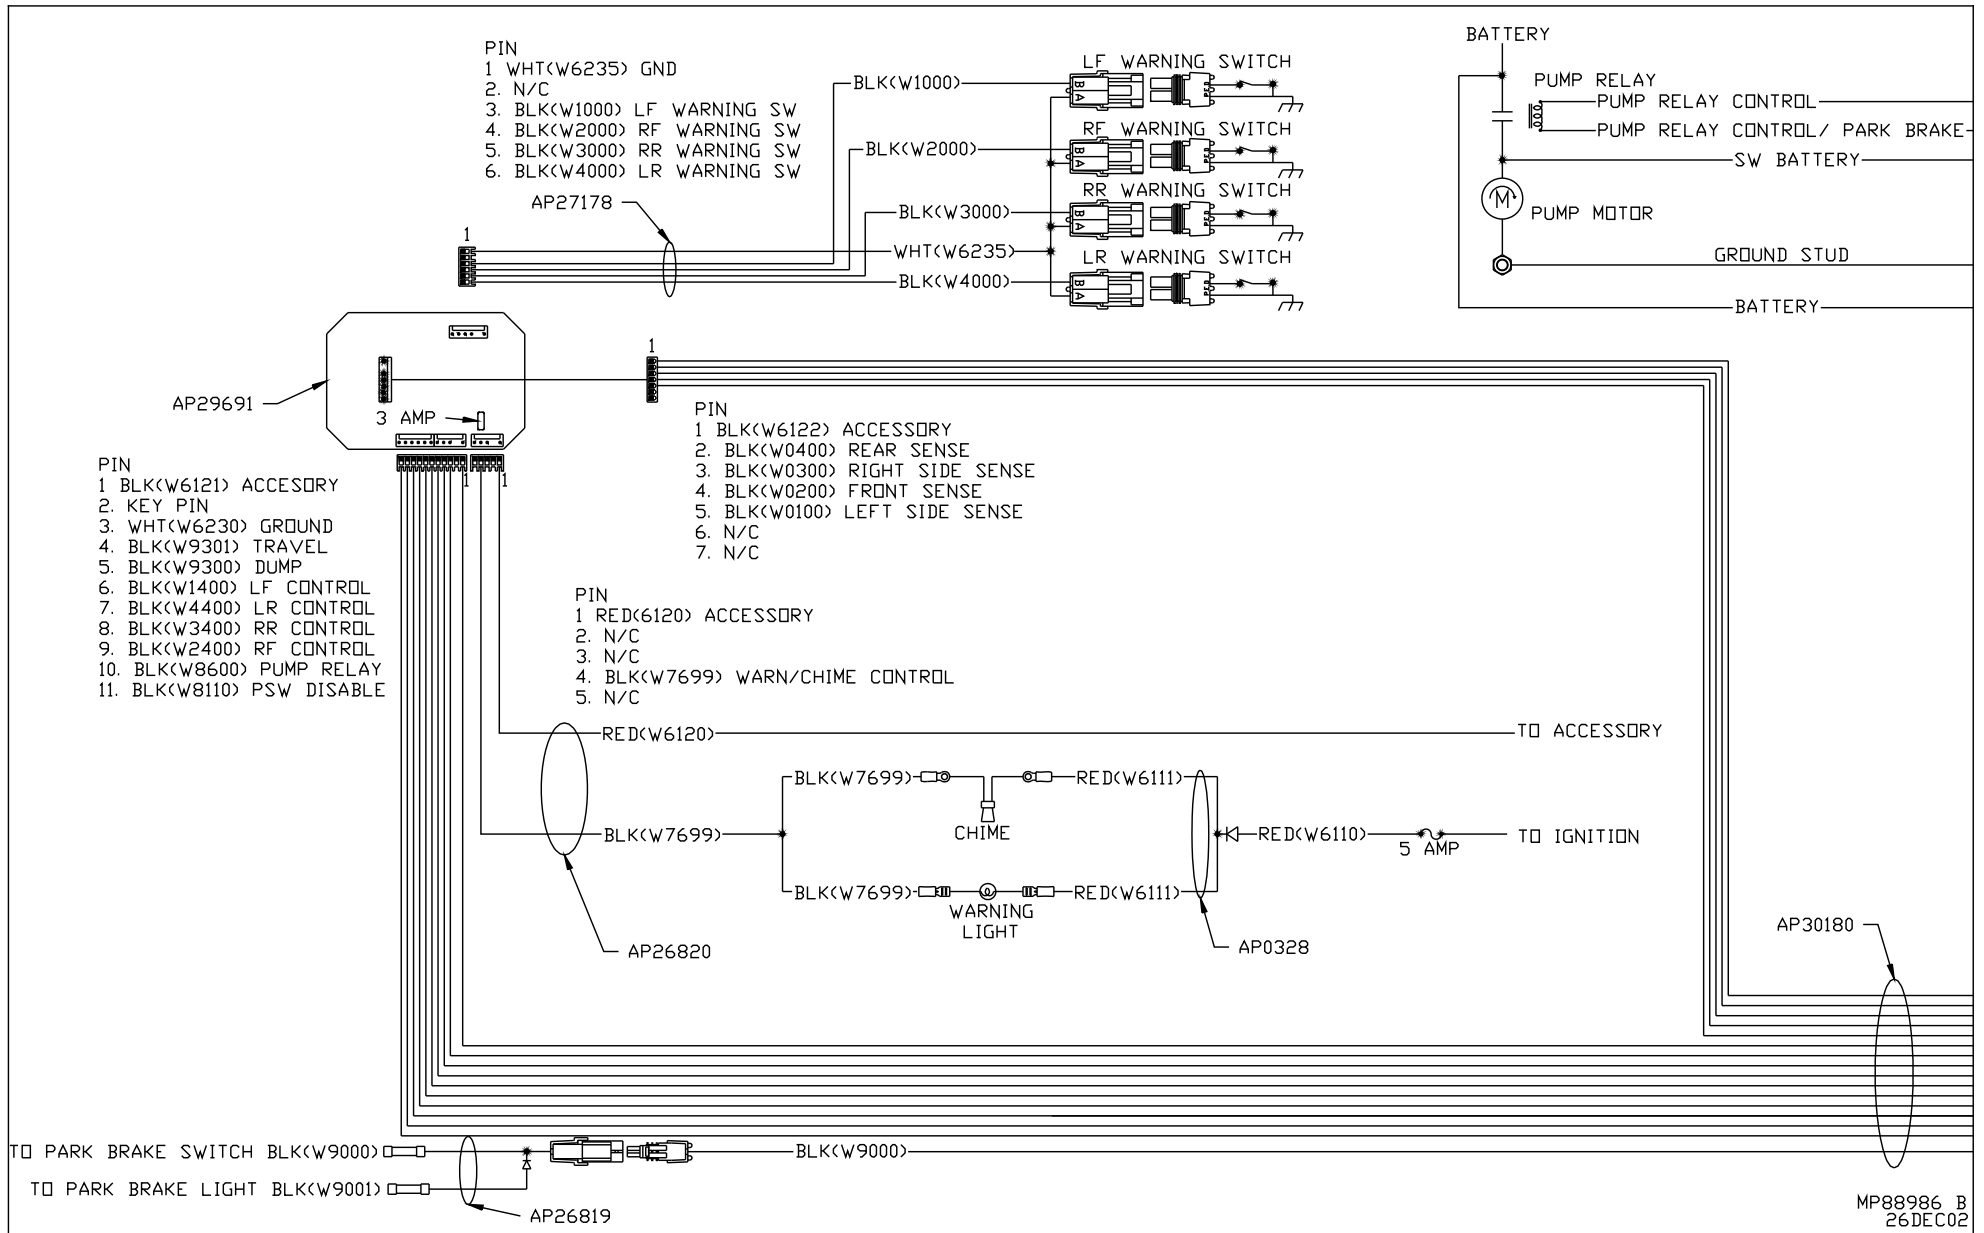 PIN
1 WHT(W6235) GND
2. N/C
3. BLK(W1000) LF WARNING SW
4. BLK(W2000) RF WARNING SW
5. BLK(W3000) RR WARNING SW
6. BLK(W4000) LR WARNING SW
AP27178
1
BLK(W1000)
BLK(W2000)
BLK(W3000)
WHT(W6235)
BLK(W4000)
LF WARNING SWITCH
B
A
RF WARNING SWITCH
B
A
RR WARNING SWITCH
B
A
LR WARNING SWITCH
B
A
BATTERY
PUMP RELAY
PUMP RELAY CONTROL
PUMP RELAY CONTROL/ PARK BRAKE
SW BATTERY
M
PUMP MOTOR
GROUND STUD
BATTERY
AP29691
3 AMP
1
1
1
PIN
1 BLK(W6122) ACCESSORY
2. BLK(W0400) REAR SENSE
3. BLK(W0300) RIGHT SIDE SENSE
4. BLK(W0200) FRONT SENSE
5. BLK(W0100) LEFT SIDE SENSE
6. N/C
7. N/C
PIN
1 BLK(W6121) ACCESORY
2. KEY PIN
3. WHT(W6230) GROUND
4. BLK(W9301) TRAVEL
5. BLK(W9300) DUMP
6. BLK(W1400) LF CONTROL
7. BLK(W4400) LR CONTROL
8. BLK(W3400) RR CONTROL
9. BLK(W2400) RF CONTROL
10. BLK(W8600) PUMP RELAY
11. BLK(W8110) PSW DISABLE
PIN
1 RED(6120) ACCESSORY
2. N/C
3. N/C
4. BLK(W7699) WARN/CHIME CONTROL
5. N/C
RED(W6120)
TO ACCESSORY
BLK(W7699)
RED(W6111)
CHIME
BLK(W7699)
RED(W6110)
5 AMP
TO IGNITION
BLK(W7699)
RED(W6111)
WARNING
LIGHT
AP26820
AP0328
AP30180
TO PARK BRAKE SWITCH BLK(W9000)
BLK(W9000)
TO PARK BRAKE LIGHT BLK(W9001)
AP26819
MP88986 B
26DEC02